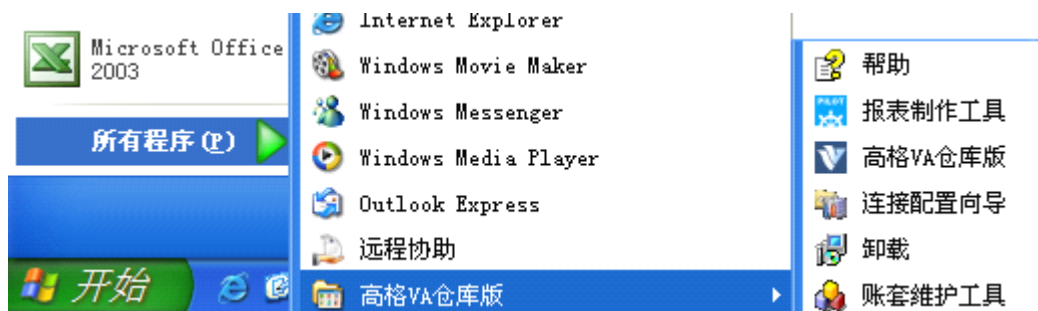 Microsoft Office
2003
所有程序(P)
开始
Internet Explorer
Windows Movie Maker
Windows Messenger
Windows Media Player
Outlook Express
远程协助
高格VA仓库版
帮助
PILOT
报表制作工具
高格VA仓库版
连接配置向导
卸载
账套维护工具